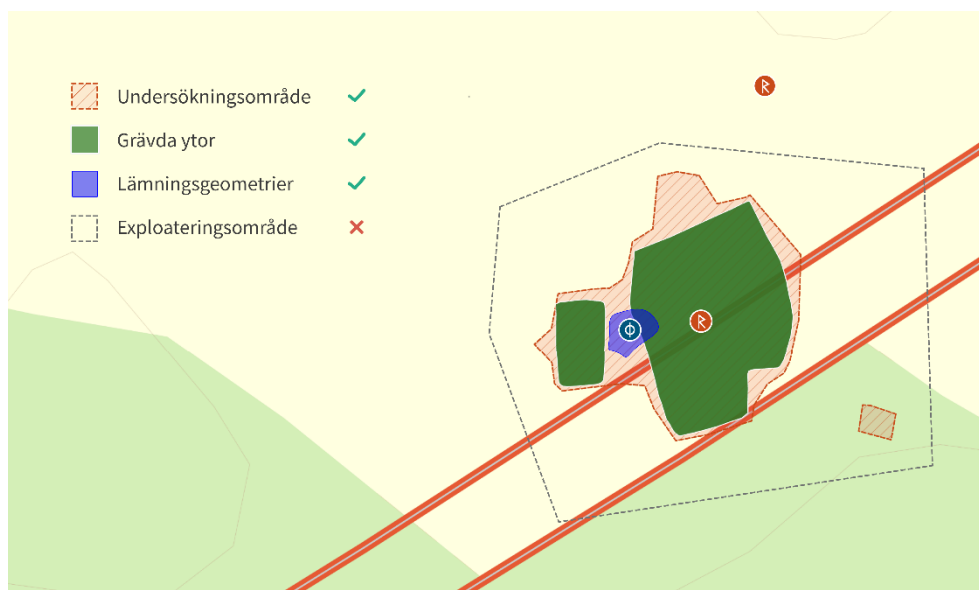 Undersökningsområde
Grävda ytor
Lämningsgeometrier
Exploateringsområde